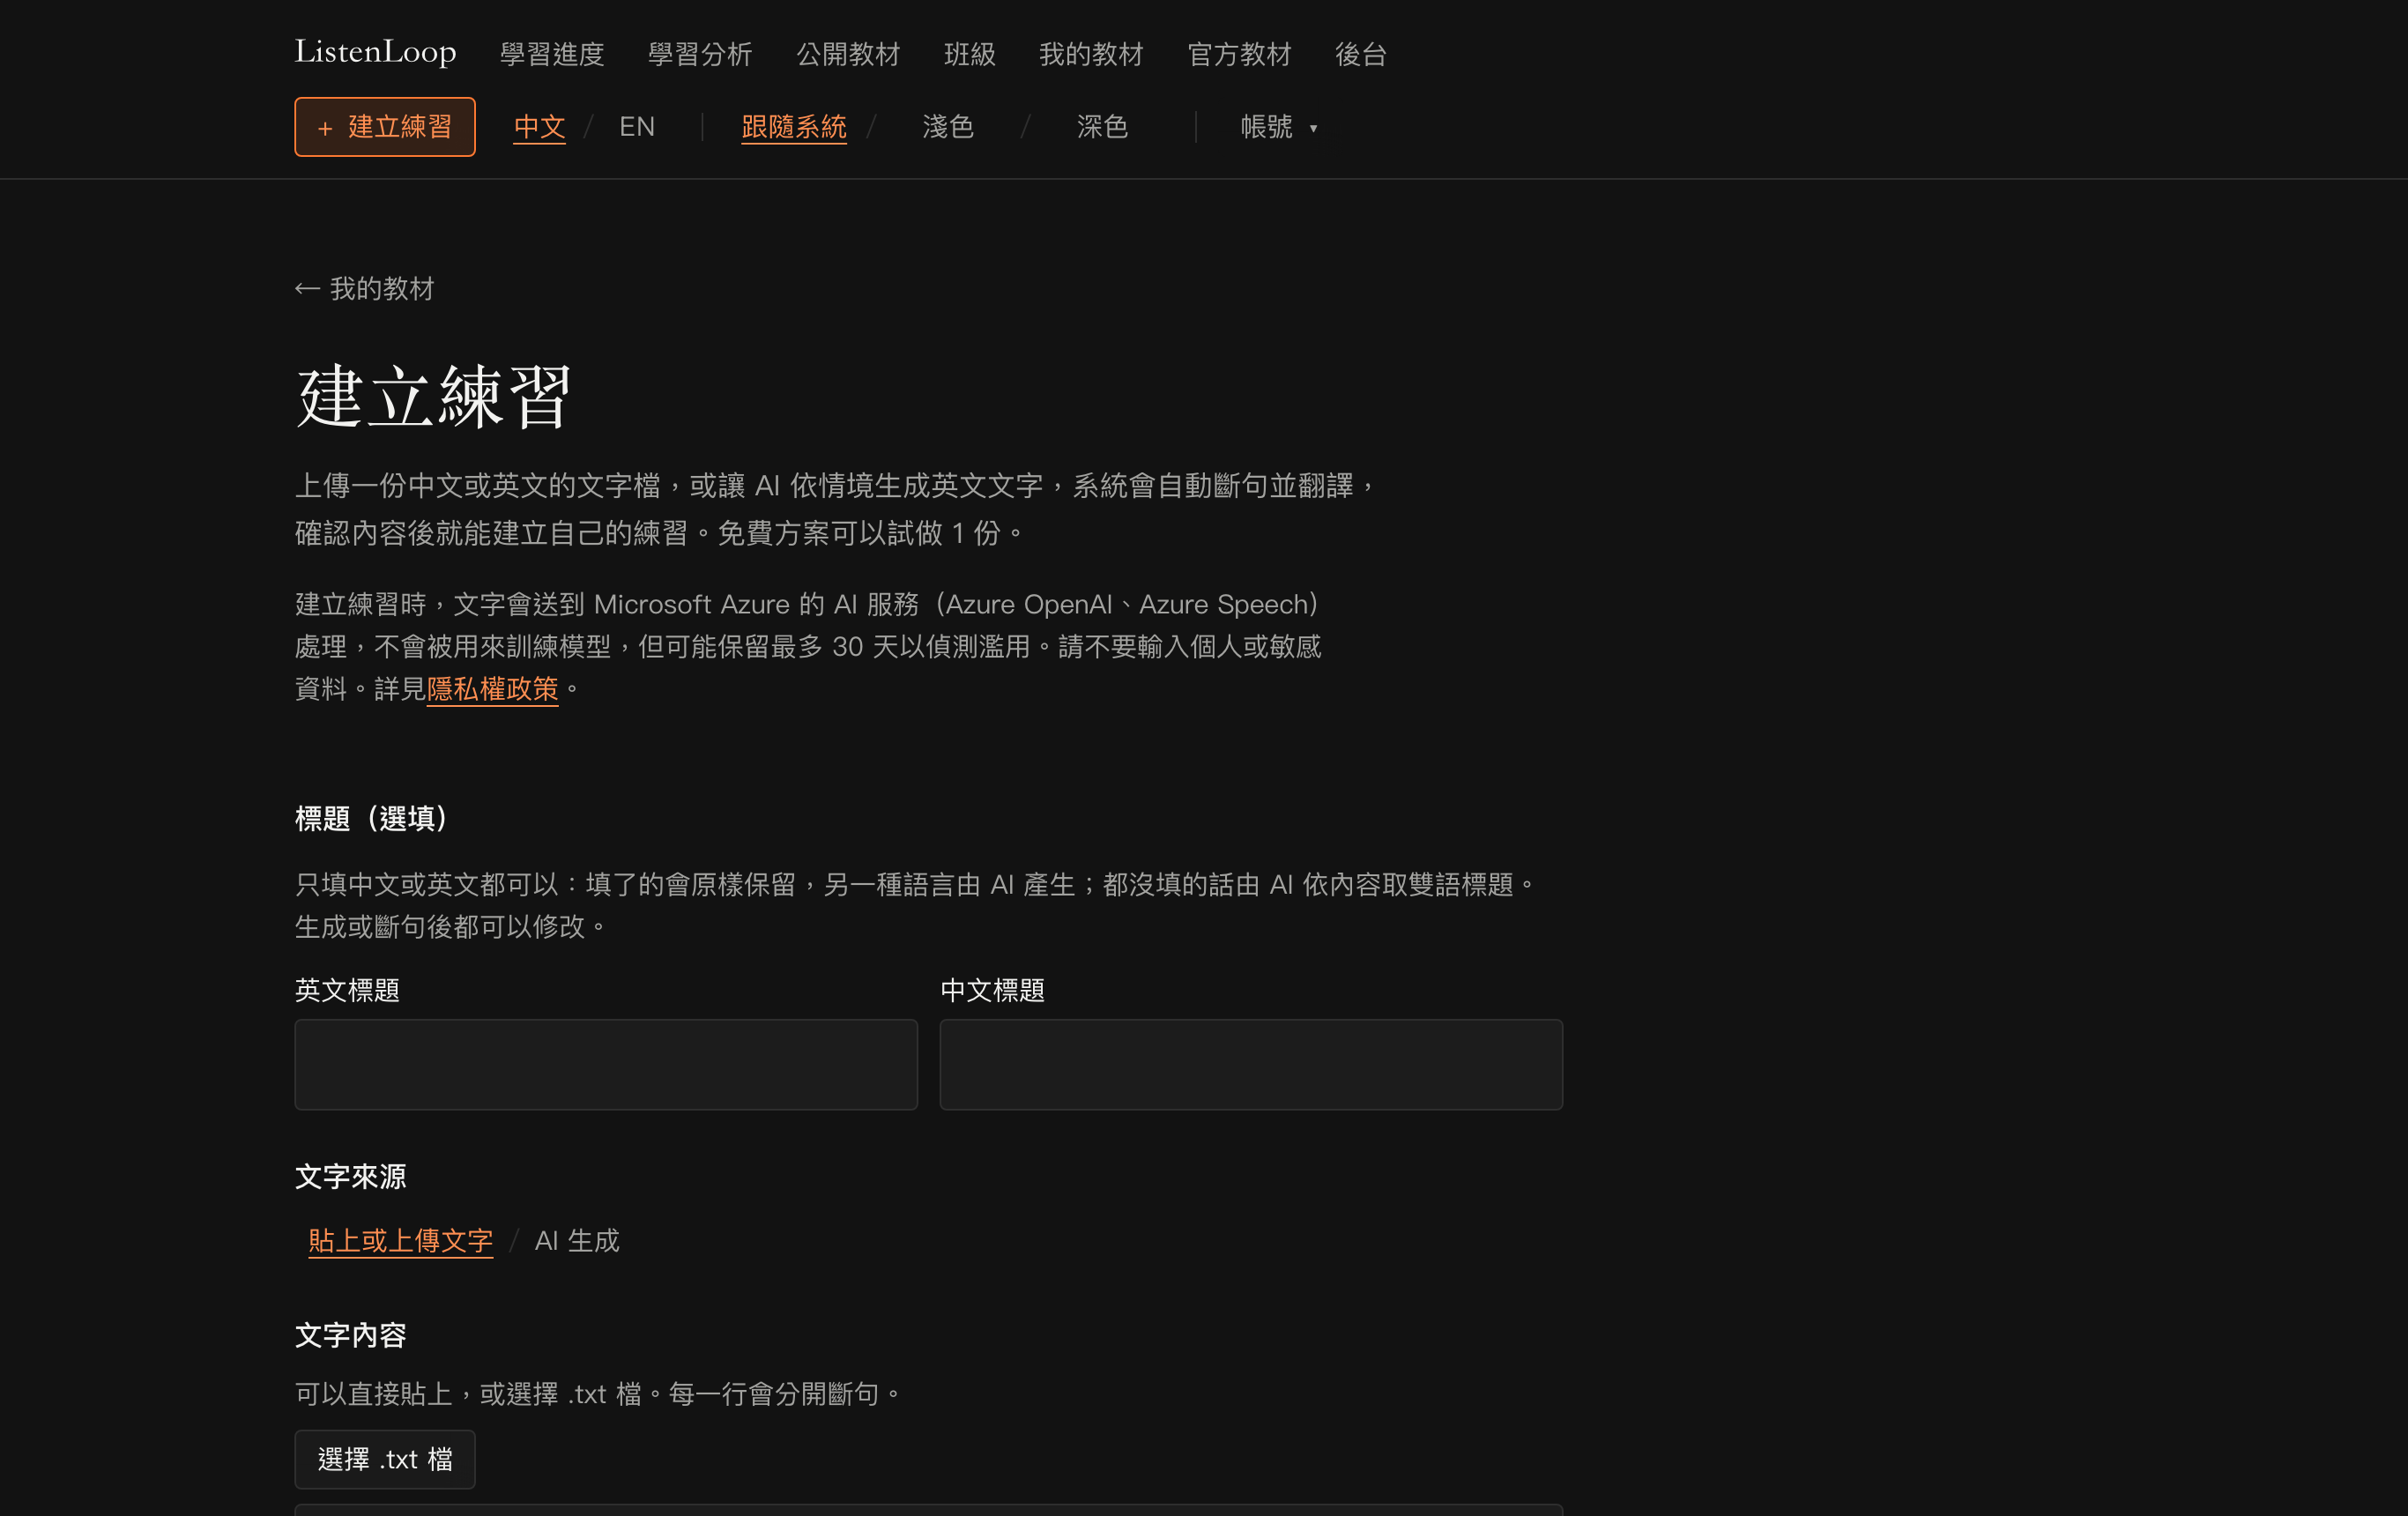 ListenLoop 學習進度 學習分析 公開教材 班級 我的教材 官方教材 後台
+ 建立練習 中文 / EN | 跟隨系統 / 淺色 / 深色 | 帳號 ▾
← 我的教材
建立練習
上傳一份中文或英文的文字檔，或讓 AI 依情境生成英文文字，系統會自動斷句並翻譯，
確認內容後就能建立自己的練習。免費方案可以試做 1 份。
建立練習時，文字會送到 Microsoft Azure 的 AI 服務（Azure OpenAI、Azure Speech）
處理，不會被用來訓練模型，但可能保留最多 30 天以偵測濫用。請不要輸入個人或敏感
資料。詳見隱私權政策。
標題（選填）
只填中文或英文都可以：填了的會原樣保留，另一種語言由 AI 產生；都沒填的話由 AI 依內容取雙語標題。
生成或斷句後都可以修改。
英文標題 中文標題
文字來源
貼上或上傳文字 / AI 生成
文字內容
可以直接貼上，或選擇 .txt 檔。每一行會分開斷句。
選擇 .txt 檔